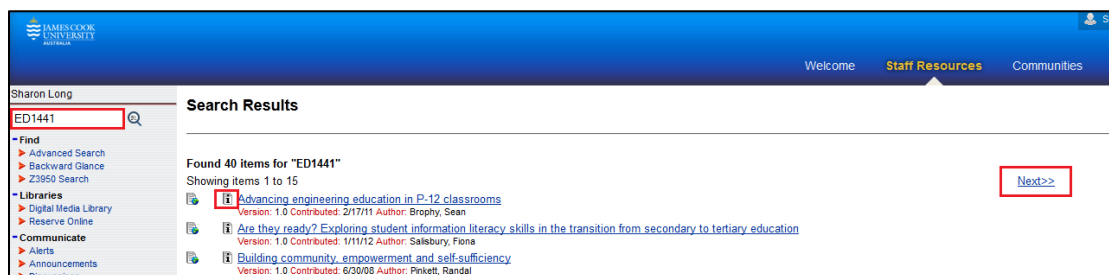 JAMES COOK
UNIVERSITY
AUSTRALIA
S
Welcome Staff Resources Communities
Sharon Long
ED1441
Search Results
Find
Advanced Search
Backward Glance
Z3950 Search
Found 40 items for "ED1441"
Showing items 1 to 15
Next>>
Advancing engineering education in P-12 classrooms
Version: 1.0 Contributed: 2/17/11 Author: Brophy, Sean
Libraries
Digital Media Library
Reserve Online
Are they ready? Exploring student information literacy skills in the transition from secondary to tertiary education
Version: 1.0 Contributed: 1/11/12 Author: Salisbury, Fiona
Communicate
Alerts
Announcements
Building community, empowerment and self-sufficiency
Version: 1.0 Contributed: 6/30/08 Author: Pinkett, Randal